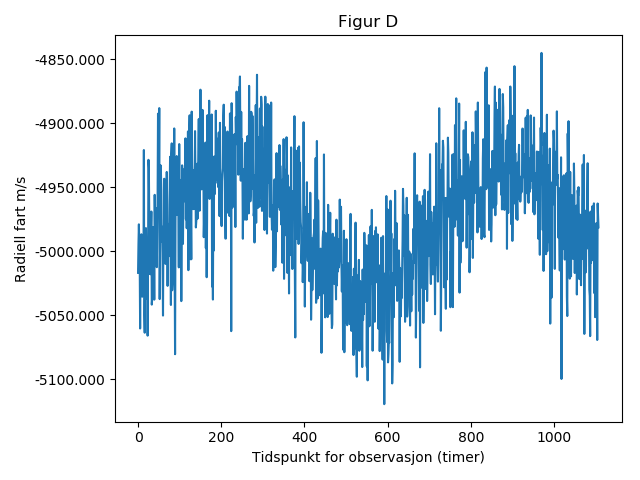 Figur D
-4850.000
-4900.000
-4950.000
-5000.000
-5050.000
-5100.000
Radiell fart m/s
0 200 400 600 800 1000
Tidspunkt for observasjon (timer)